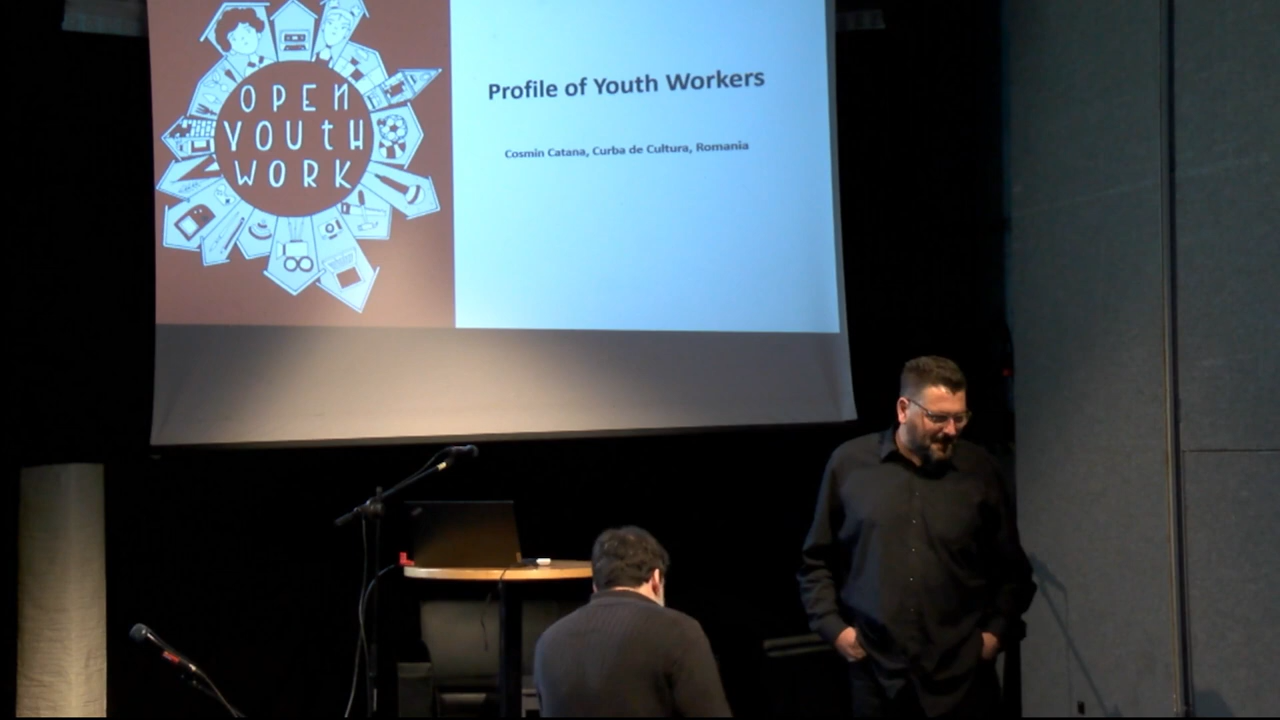 OPEN
YOUtH
WORK
Profile of Youth Workers
Cosmin Catana, Curba de Cultura, Romania